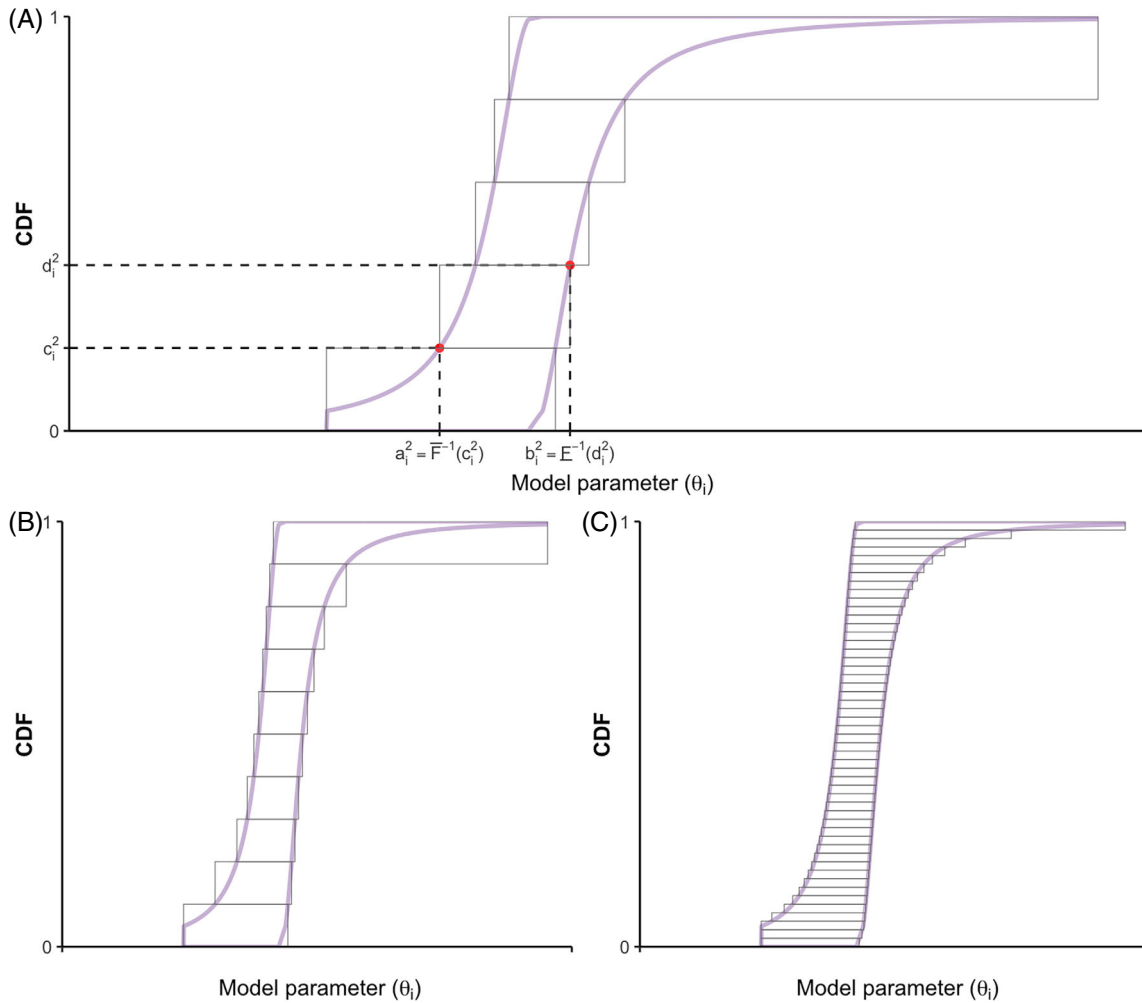 (A)
1
CDF
d_i^2
c_i^2
0
a_i^2 = F̅^-1(c_i^2) b_i^2 = F̲^-1(d_i^2)
Model parameter (θ_i)
(B)
1
CDF
0
Model parameter (θ_i)
(C)
1
CDF
0
Model parameter (θ_i)